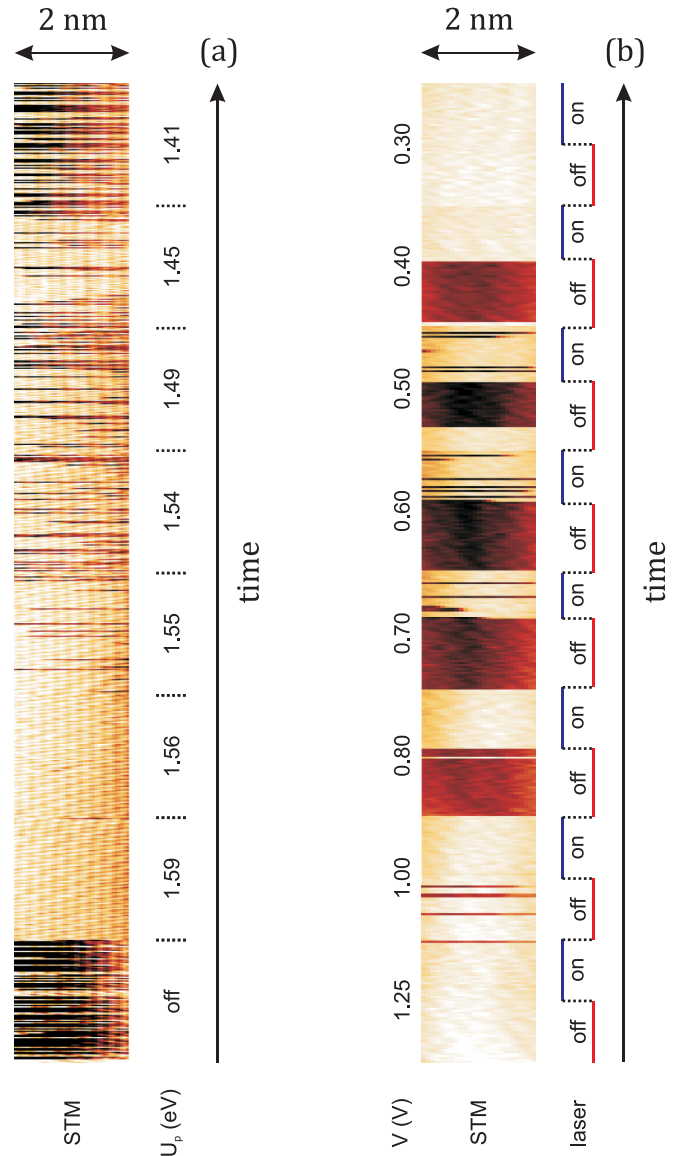 2 nm
(a)
1.41
1.45
1.49
1.54
1.55
1.56
1.59
off
time
STM
Uₚ (eV)
2 nm
(b)
0.30
0.40
0.50
0.60
0.70
0.80
1.00
1.25
on
off
on
off
on
off
on
off
on
off
on
off
on
off
on
off
time
V (V)
STM
laser